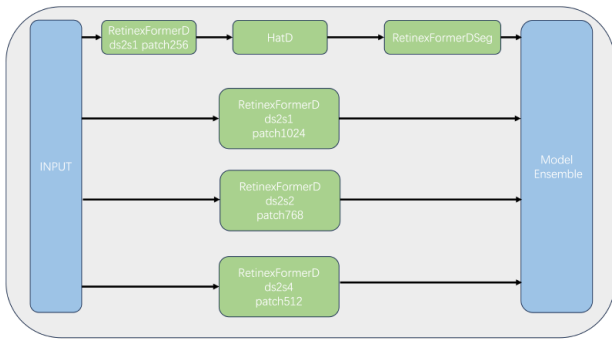 RetinexFormerD
ds2s1 patch256
HatD
RetinexFormerDSeg
RetinexFormerD
ds2s1
patch1024
INPUT
Model
Ensemble
RetinexFormerD
ds2s2
patch768
RetinexFormerD
ds2s4
patch512